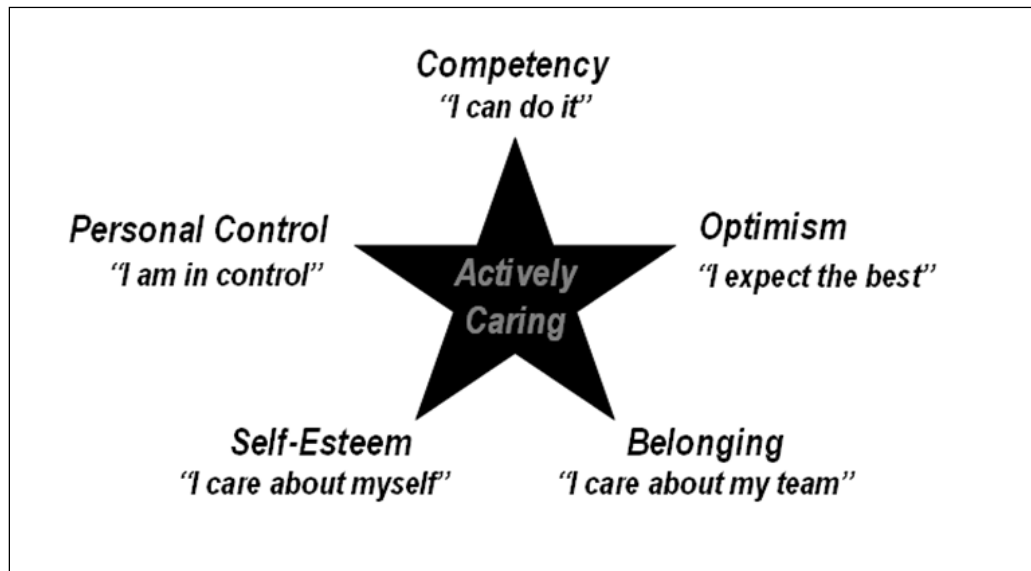 Competency
“I can do it”
Personal Control
“I am in control”
Optimism
“I expect the best”
Actively
Caring
Self-Esteem
“I care about myself”
Belonging
“I care about my team”